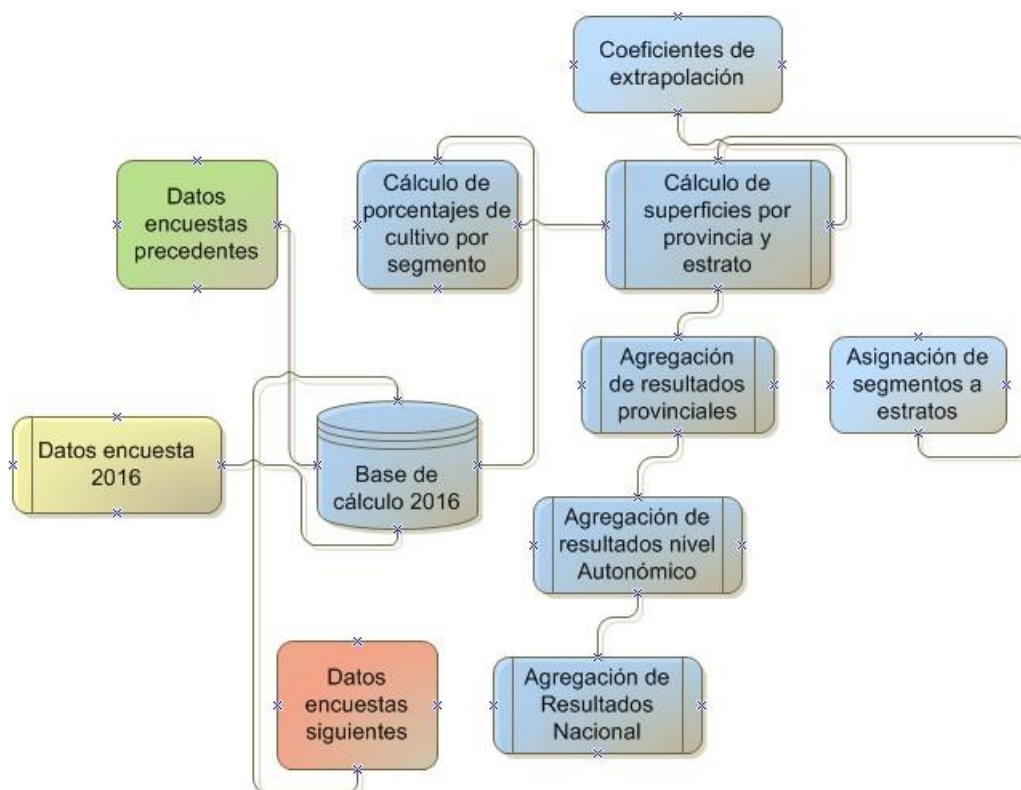 Coeficientes de
extrapolación
Datos
encuestas
precedentes
Cálculo de
porcentajes de
cultivo por
segmento
Cálculo de
superficies por
provincia y
estrato
Agregación
de resultados
provinciales
Asignación de
segmentos a
estratos
Datos encuesta
2016
Base de
cálculo 2016
Agregación de
resultados nivel
Autonómico
Datos
encuestas
siguientes
Agregación de
Resultados
Nacional